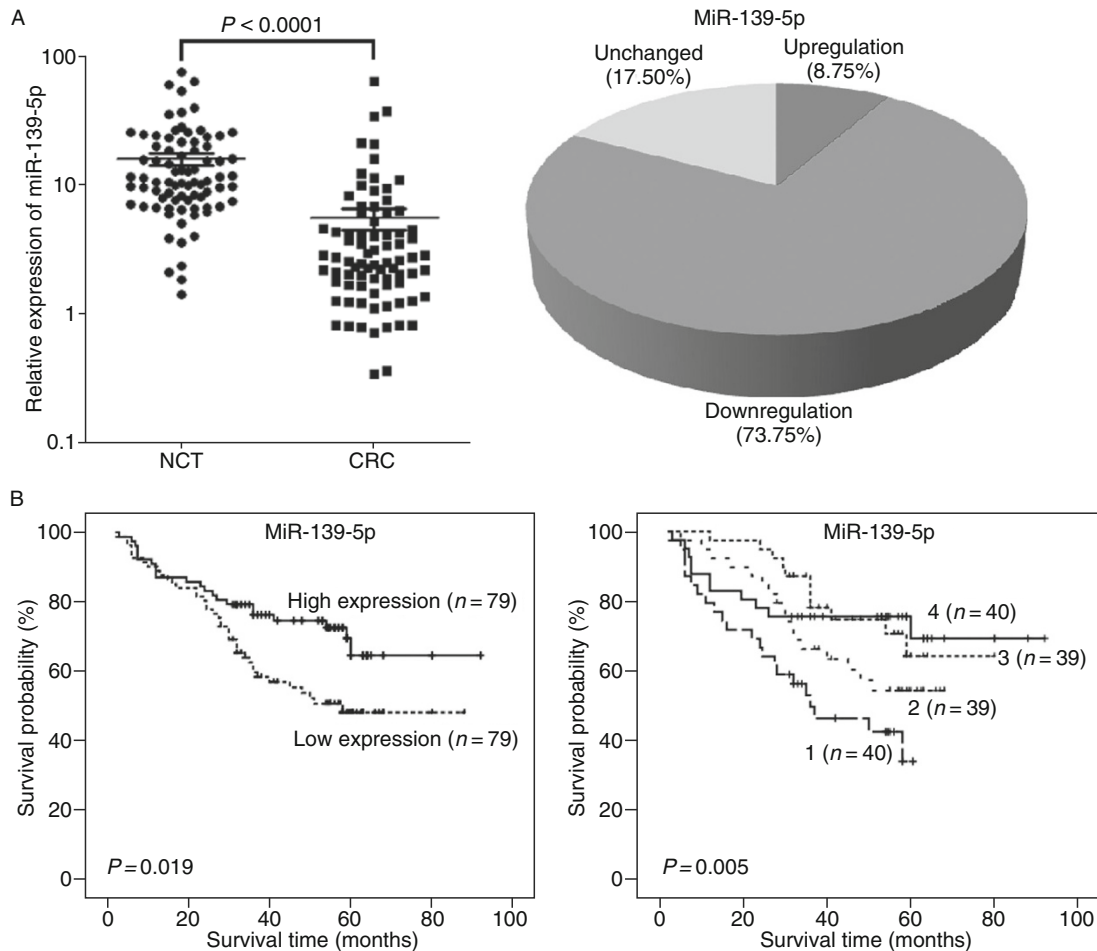 A
P < 0.0001
Relative expression of miR-139-5p
100
10
1
0.1
NCT
CRC
MiR-139-5p
Unchanged
(17.50%)
Upregulation
(8.75%)
Downregulation
(73.75%)
B
MiR-139-5p
Survival probability (%)
100
80
60
40
20
0
High expression (n = 79)
Low expression (n = 79)
P = 0.019
0
20
40
60
80
100
Survival time (months)
MiR-139-5p
Survival probability (%)
100
80
60
40
20
0
4 (n = 40)
3 (n = 39)
2 (n = 39)
1 (n = 40)
P = 0.005
0
20
40
60
80
100
Survival time (months)